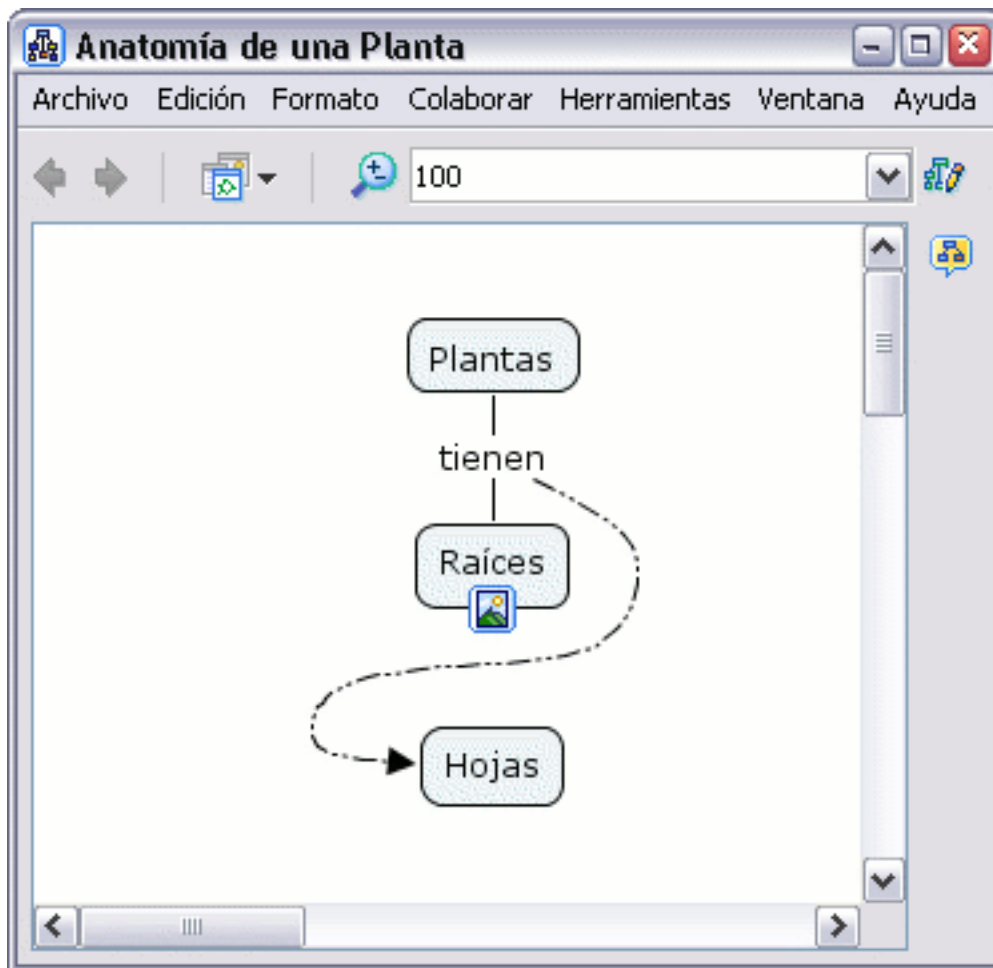 Anatomía de una Planta
Archivo Edición Formato Colaborar Herramientas Ventana Ayuda
100
Plantas
tienen
Raíces
Hojas